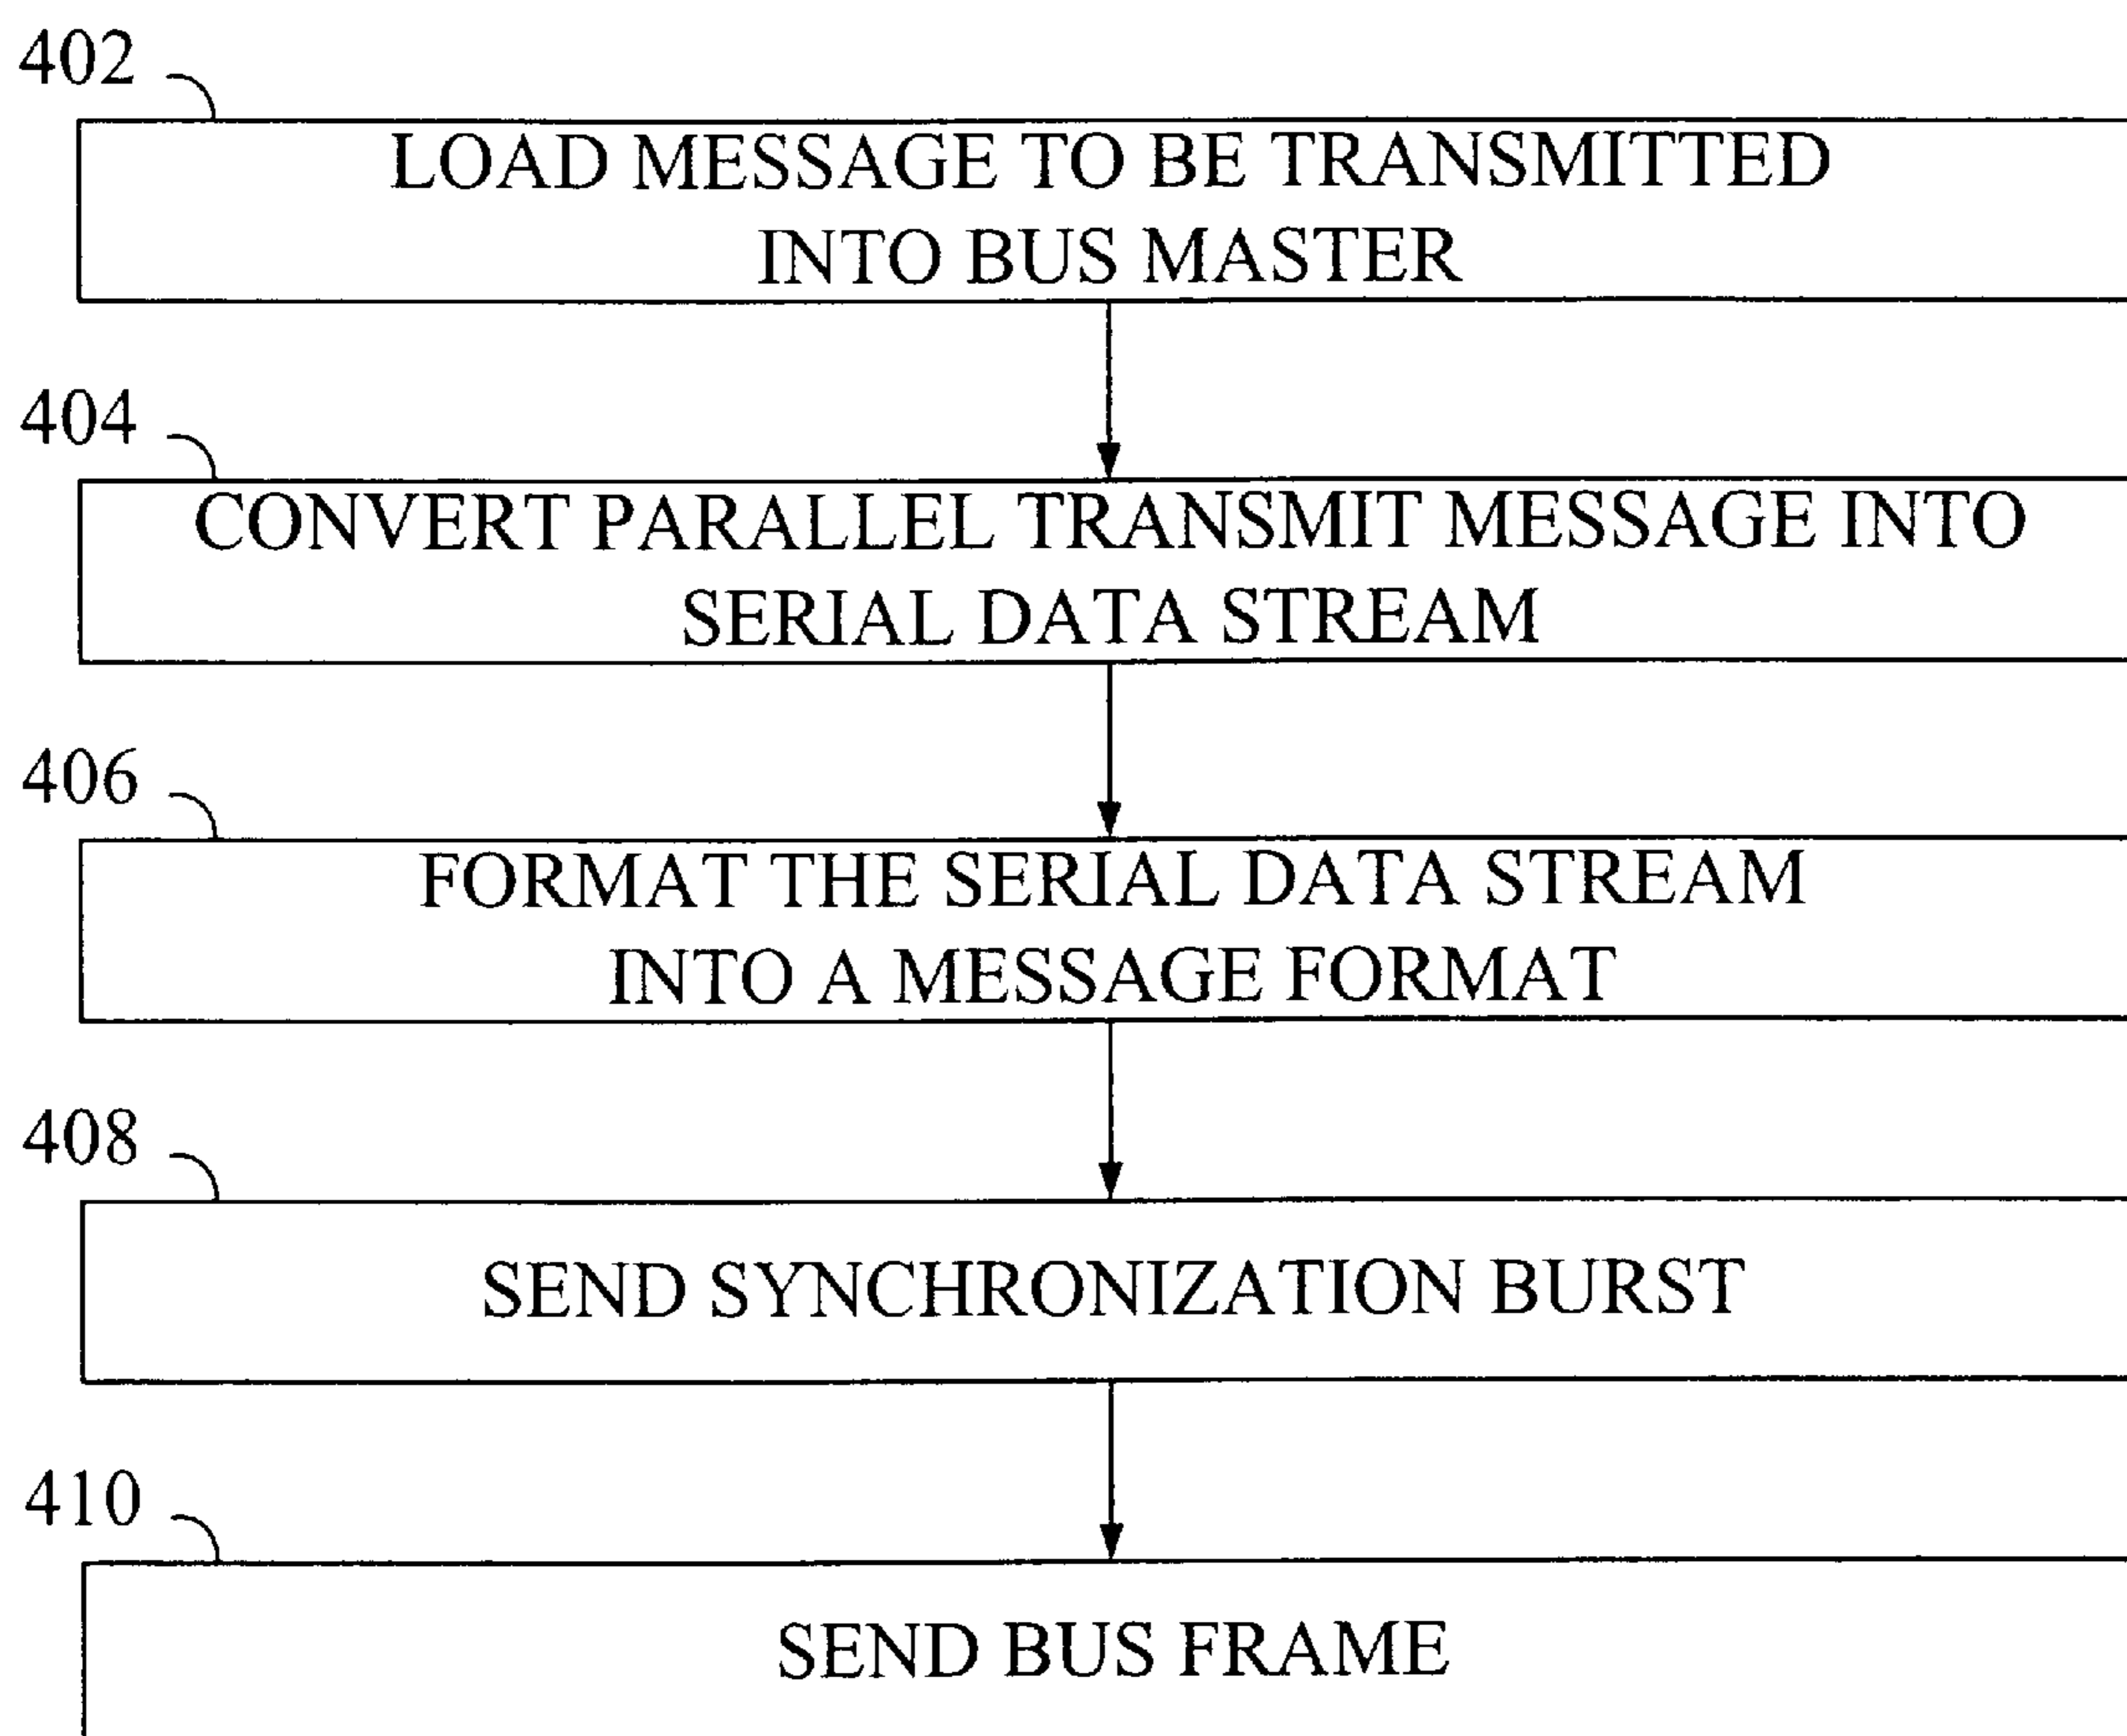 402
LOAD MESSAGE TO BE TRANSMITTED
INTO BUS MASTER
404
CONVERT PARALLEL TRANSMIT MESSAGE INTO
SERIAL DATA STREAM
406
FORMAT THE SERIAL DATA STREAM
INTO A MESSAGE FORMAT
408
SEND SYNCHRONIZATION BURST
410
SEND BUS FRAME